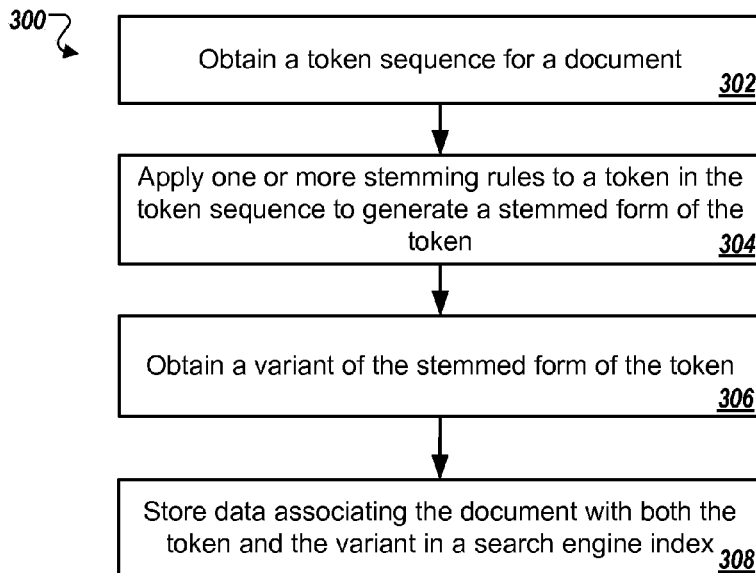 300
Obtain a token sequence for a document
302
Apply one or more stemming rules to a token in the
token sequence to generate a stemmed form of the
token
304
Obtain a variant of the stemmed form of the token
306
Store data associating the document with both the
token and the variant in a search engine index
308